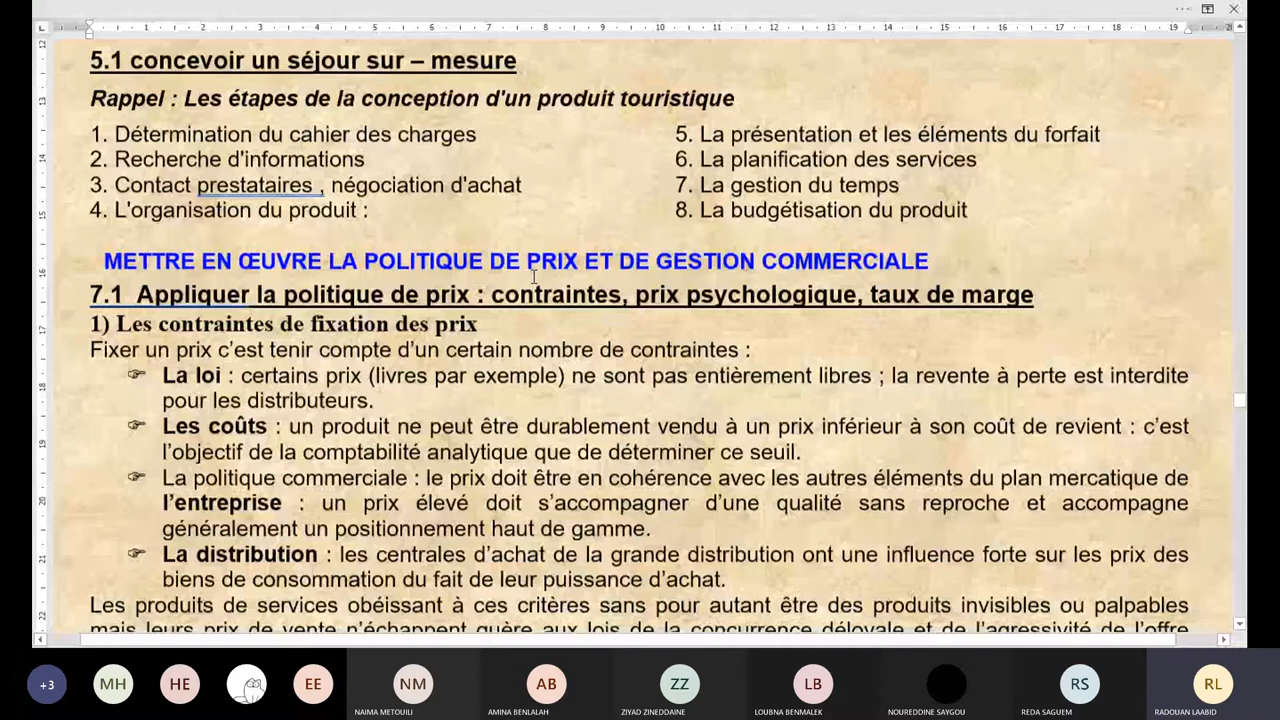 5.1 concevoir un séjour sur – mesure
Rappel : Les étapes de la conception d'un produit touristique
1. Détermination du cahier des charges
2. Recherche d'informations
3. Contact prestataires , négociation d'achat
4. L'organisation du produit :
5. La présentation et les éléments du forfait
6. La planification des services
7. La gestion du temps
8. La budgétisation du produit
METTRE EN ŒUVRE LA POLITIQUE DE PRIX ET DE GESTION COMMERCIALE
7.1 Appliquer la politique de prix : contraintes, prix psychologique, taux de marge
1) Les contraintes de fixation des prix
Fixer un prix c’est tenir compte d’un certain nombre de contraintes :
☞ La loi : certains prix (livres par exemple) ne sont pas entièrement libres ; la revente à perte est interdite
pour les distributeurs.
☞ Les coûts : un produit ne peut être durablement vendu à un prix inférieur à son coût de revient : c’est
l’objectif de la comptabilité analytique que de déterminer ce seuil.
☞ La politique commerciale : le prix doit être en cohérence avec les autres éléments du plan mercatique de
l’entreprise : un prix élevé doit s’accompagner d’une qualité sans reproche et accompagne
généralement un positionnement haut de gamme.
☞ La distribution : les centrales d’achat de la grande distribution ont une influence forte sur les prix des
biens de consommation du fait de leur puissance d’achat.
Les produits de services obéissant à ces critères sans pour autant être des produits invisibles ou palpables
mais leurs prix de vente n’échappent guère aux lois de la concurrence déloyale et de l’agressivité de l’offre
+3
MH
HE
EE
NM
AB
ZZ
LB
RS
RL
NAIMA METOUILI
AMINA BENLALAH
ZIYAD ZINEDDAINE
LOUBNA BENMALEK
NOUREDDINE SAYGOU
REDA SAGUEM
RADOUAN LAABID